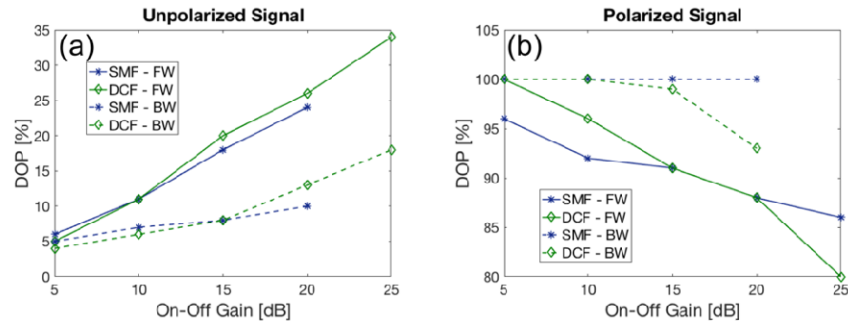 Unpolarized Signal
(a)
SMF - FW
DCF - FW
SMF - BW
DCF - BW
DOP [%]
35
30
25
20
15
10
5
0
5 10 15 20 25
On-Off Gain [dB]
Polarized Signal
(b)
105
100
95
90
85
80
DOP [%]
SMF - FW
DCF - FW
SMF - BW
DCF - BW
5 10 15 20 25
On-Off Gain [dB]